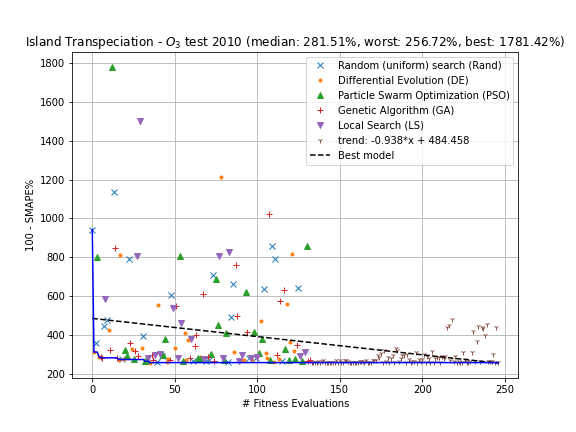 Island Transpeciation - O3 test 2010 (median: 281.51%, worst: 256.72%, best: 1781.42%)
Random (uniform) search (Rand)
Differential Evolution (DE)
Particle Swarm Optimization (PSO)
Genetic Algorithm (GA)
Local Search (LS)
trend: -0.938*x + 484.458
Best model
1800
1600
1400
1200
1000
800
600
400
200
100 - SMAPE%
0 50 100 150 200 250
# Fitness Evaluations